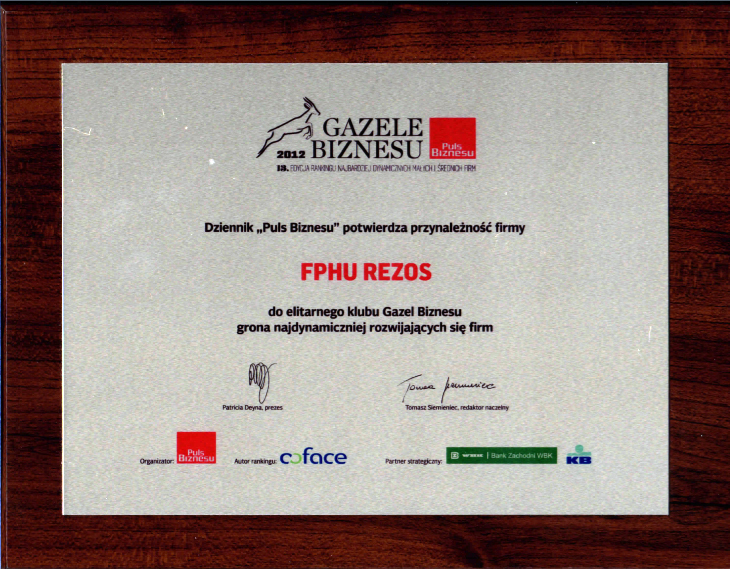 GAZELE
2012 BIZNESU
Puls
Biznesu
13. EDYCJA RANKINGU NAJBARDZIEJ DYNAMICZNYCH MAŁYCH I ŚREDNICH FIRM
Dziennik „Puls Biznesu” potwierdza przynależność firmy
FPHU REZOS
do elitarnego klubu Gazel Biznesu
grona najdynamiczniej rozwijających się firm
Tomasz Siemieniec
Patricia Deyna, prezes
Tomasz Siemieniec, redaktor naczelny
Organizator: Puls
Biznesu
Autor rankingu: coface
Partner strategiczny: Bank Zachodni WBK
KB